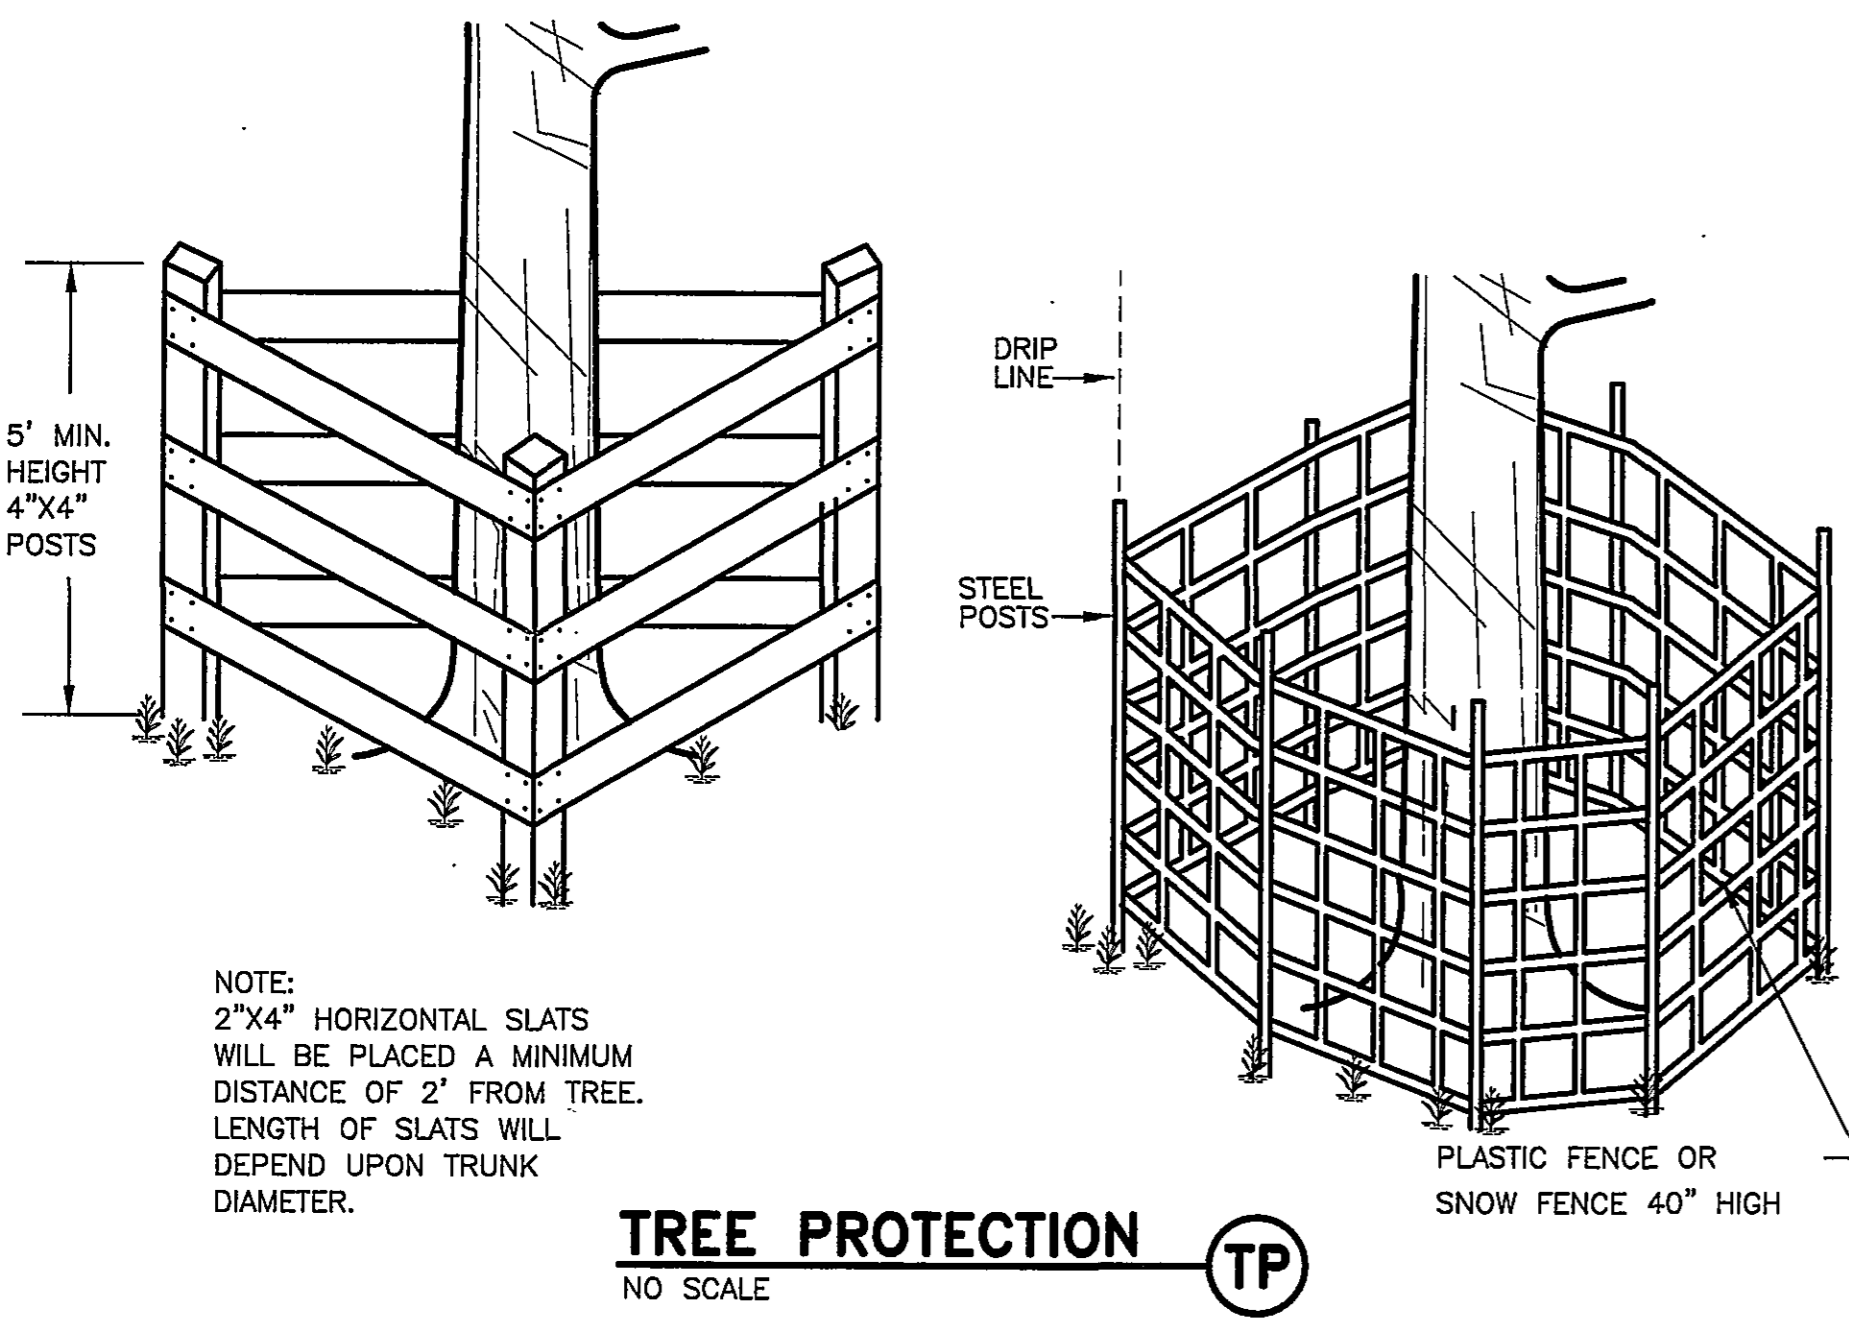 5' MIN.
HEIGHT
4"X4"
POSTS
NOTE:
2"X4" HORIZONTAL SLATS
WILL BE PLACED A MINIMUM
DISTANCE OF 2' FROM TREE.
LENGTH OF SLATS WILL
DEPEND UPON TRUNK
DIAMETER.
DRIP
LINE
STEEL
POSTS
PLASTIC FENCE OR
SNOW FENCE 40" HIGH
TREE PROTECTION
NO SCALE
TP